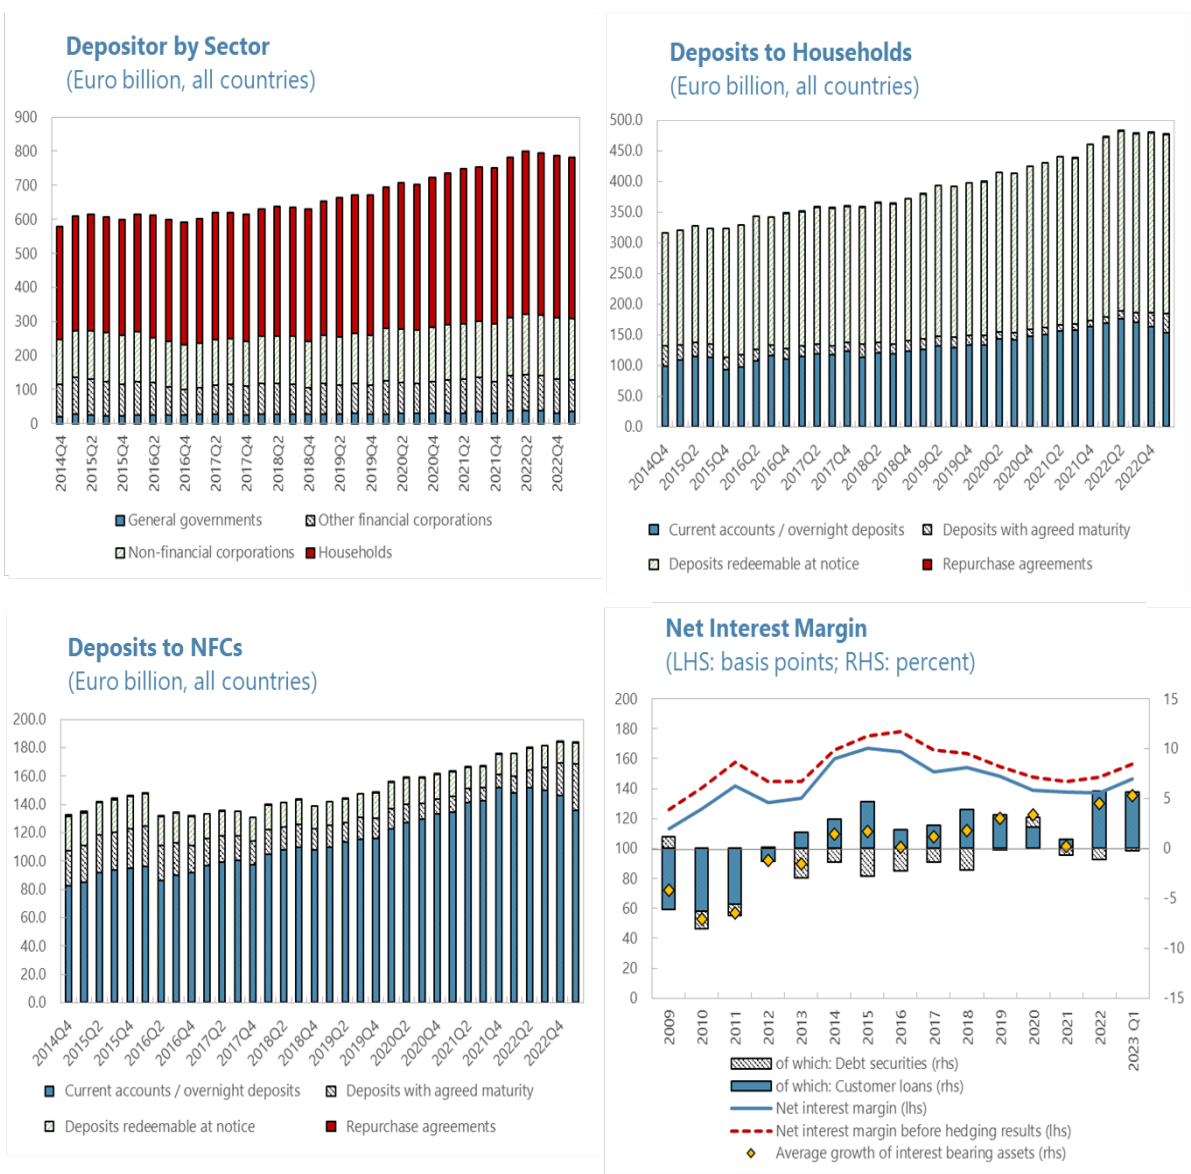 Depositor by Sector
(Euro billion, all countries)
900
800
700
600
500
400
300
200
100
0
2014Q4
2015Q2
2015Q4
2016Q2
2016Q4
2017Q2
2017Q4
2018Q2
2018Q4
2019Q2
2019Q4
2020Q2
2020Q4
2021Q2
2021Q4
2022Q2
2022Q4
General governments
Other financial corporations
Non-financial corporations
Households
Deposits to Households
(Euro billion, all countries)
500.0
450.0
400.0
350.0
300.0
250.0
200.0
150.0
100.0
50.0
0.0
2014Q4
2015Q2
2015Q4
2016Q2
2016Q4
2017Q2
2017Q4
2018Q2
2018Q4
2019Q2
2019Q4
2020Q2
2020Q4
2021Q2
2021Q4
2022Q2
2022Q4
Current accounts / overnight deposits
Deposits with agreed maturity
Deposits redeemable at notice
Repurchase agreements
Deposits to NFCs
(Euro billion, all countries)
200.0
180.0
160.0
140.0
120.0
100.0
80.0
60.0
40.0
20.0
0.0
2014Q4
2015Q2
2015Q4
2016Q2
2016Q4
2017Q2
2017Q4
2018Q2
2018Q4
2019Q2
2019Q4
2020Q2
2020Q4
2021Q2
2021Q4
2022Q2
2022Q4
Current accounts / overnight deposits
Deposits with agreed maturity
Deposits redeemable at notice
Repurchase agreements
Net Interest Margin
(LHS: basis points; RHS: percent)
200
180
160
140
120
100
80
60
40
20
0
15
10
5
0
-5
-10
-15
2009
2010
2011
2012
2013
2014
2015
2016
2017
2018
2019
2020
2021
2022
2023 Q1
of which: Debt securities (rhs)
of which: Customer loans (rhs)
Net interest margin (lhs)
Net interest margin before hedging results (lhs)
Average growth of interest bearing assets (rhs)